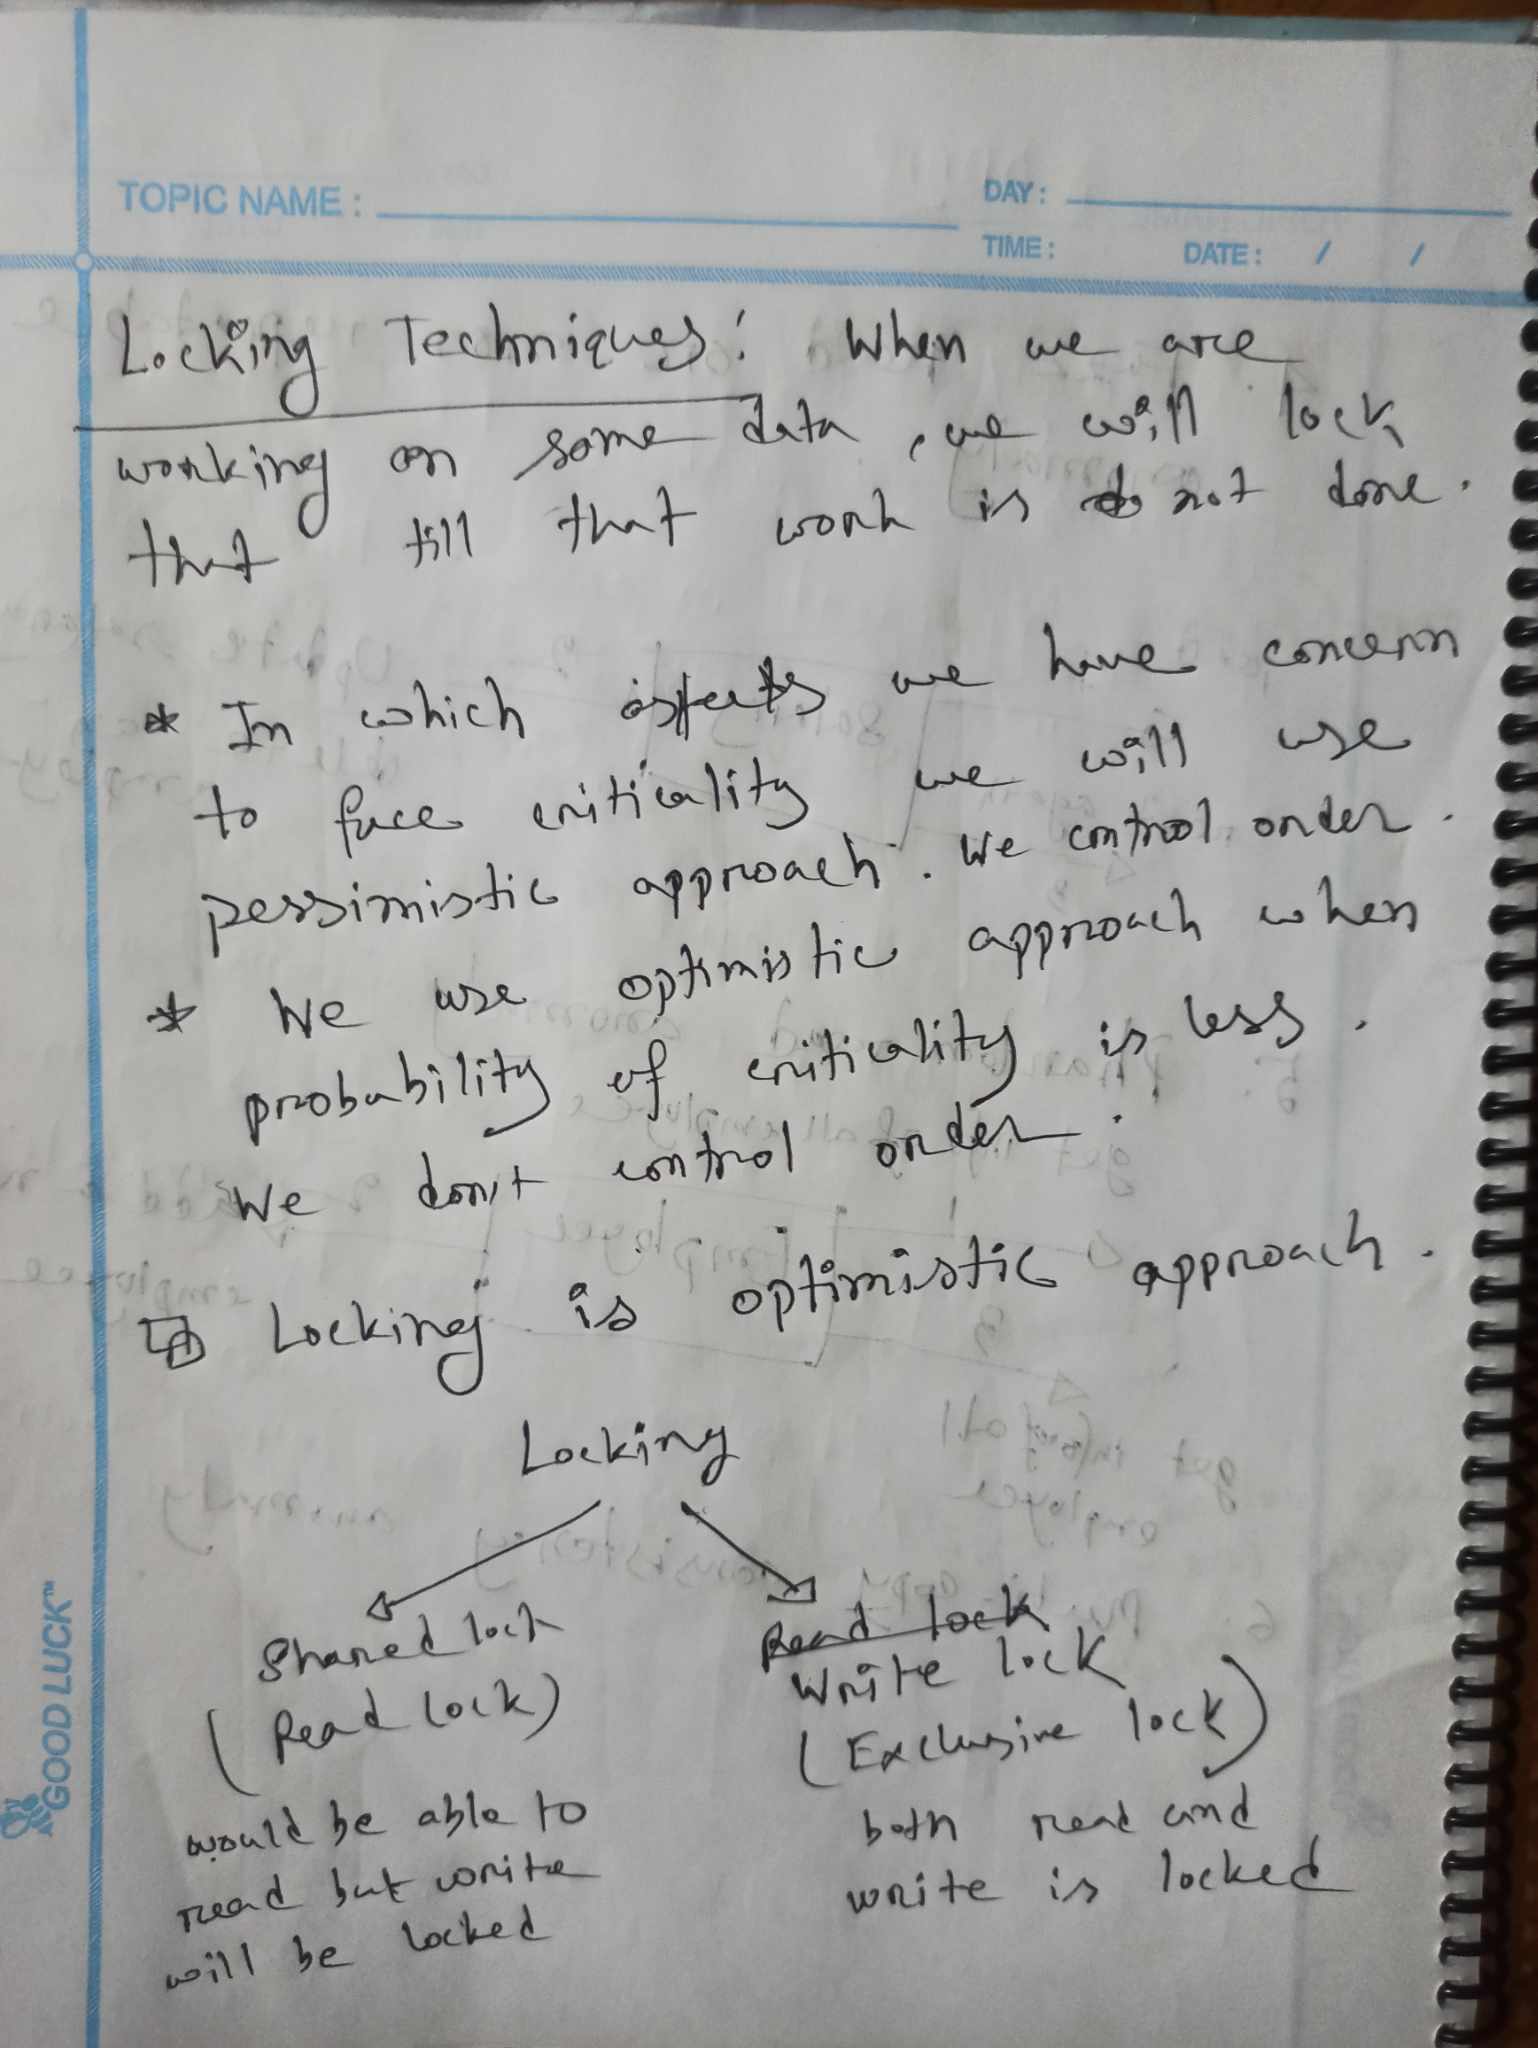 TOPIC NAME :
DAY :
TIME :
DATE : / /
Locking Techniques : When we are
working on some data, we will lock
that till that work is not done.
* In which aspects we have concern
to face criticality we will use
pessimistic approach. We control order.
* We use optimistic approach when
probability of criticality is less.
We don't control order.
Locking is optimistic approach.
Locking
Shared lock
(Read lock)
would be able to
read but write
will be locked
Read lock
Write lock
(Exclusive lock)
both read and
write is locked
GOOD LUCK™